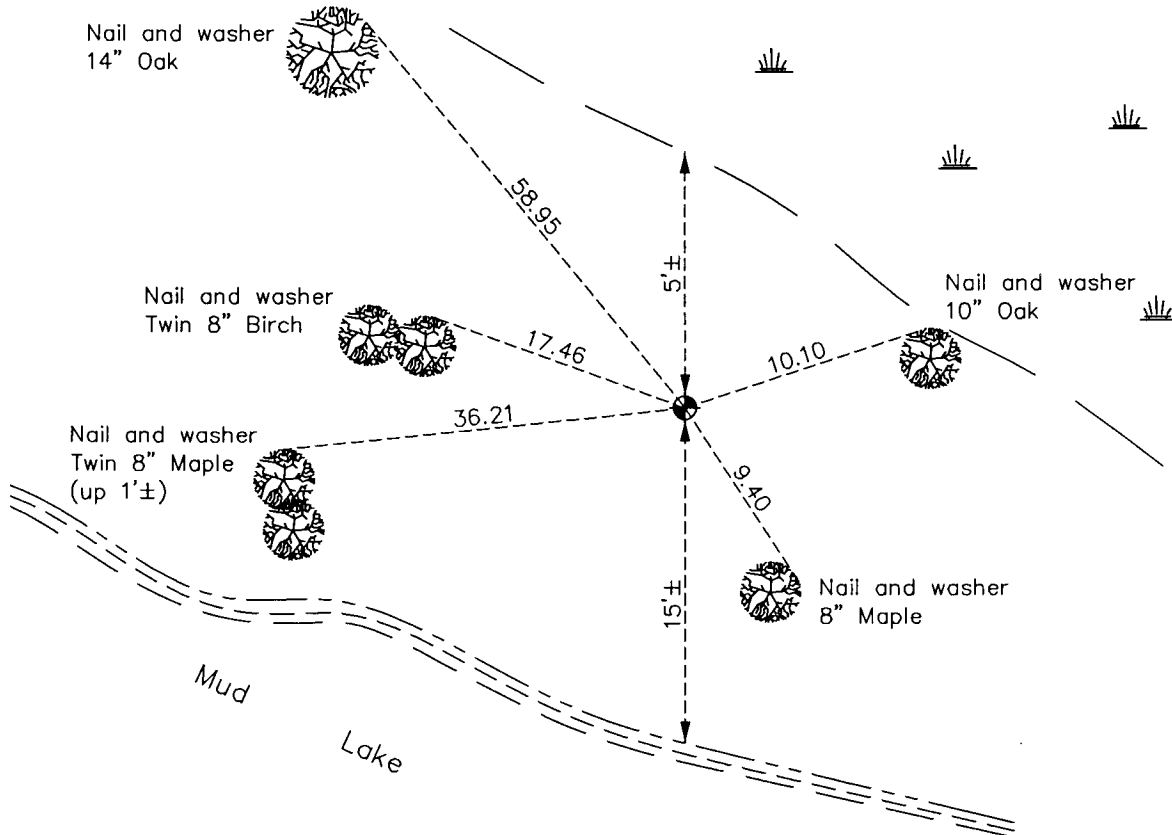 Nail and washer
14” Oak
58.95
5'±
Nail and washer
10” Oak
Nail and washer
Twin 8” Birch
17.46
10.10
36.21
Nail and washer
Twin 8” Maple
(up 1'±)
9.40
15'±
Nail and washer
8” Maple
Mud
Lake